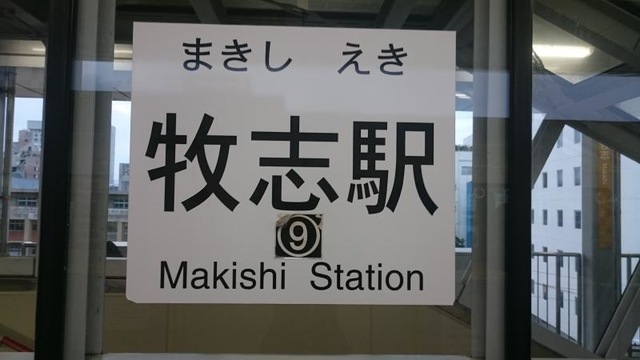 まきし　えき
牧志駅
9
Makishi Station